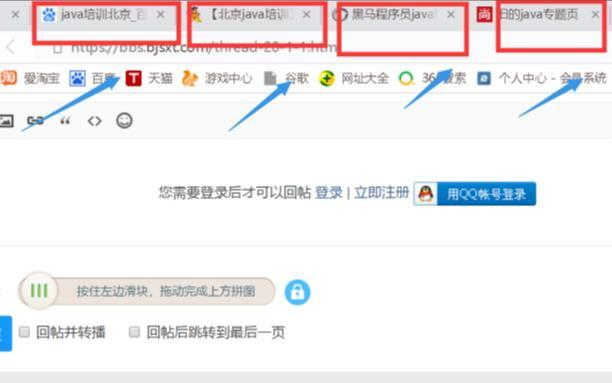 java培训北京_百
【北京java培训
黑马程序员java
尚
旧的java专题页
https://bbs.bjsxt.com/thread-20-1-1.htm
淘 爱淘宝
百度
T 天猫
游戏中心
谷歌
网址大全
360搜索
个人中心 - 会员系统
您需要登录后才可以回帖 登录 | 立即注册
用QQ帐号登录
按住左边滑块，拖动完成上方拼图
回帖并转播
回帖后跳转到最后一页